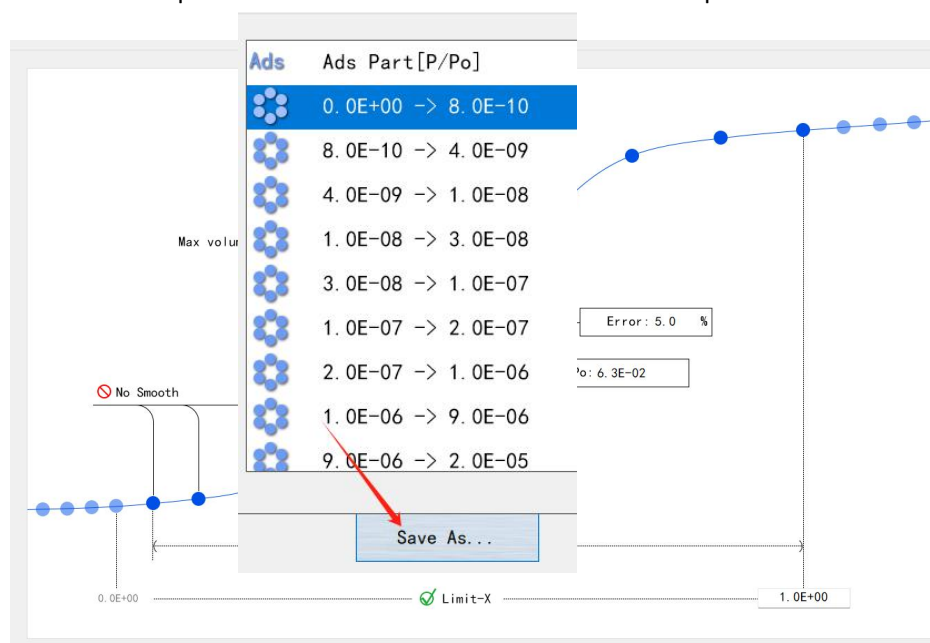 Ads Ads Part[P/Po]
0.0E+00 -> 8.0E-10
8.0E-10 -> 4.0E-09
4.0E-09 -> 1.0E-08
1.0E-08 -> 3.0E-08
3.0E-08 -> 1.0E-07
1.0E-07 -> 2.0E-07
2.0E-07 -> 1.0E-06
1.0E-06 -> 9.0E-06
9.0E-06 -> 2.0E-05
Save As...
Max volu
Error: 5.0 %
Po: 6.3E-02
No Smooth
0.0E+00 Limit-X 1.0E+00